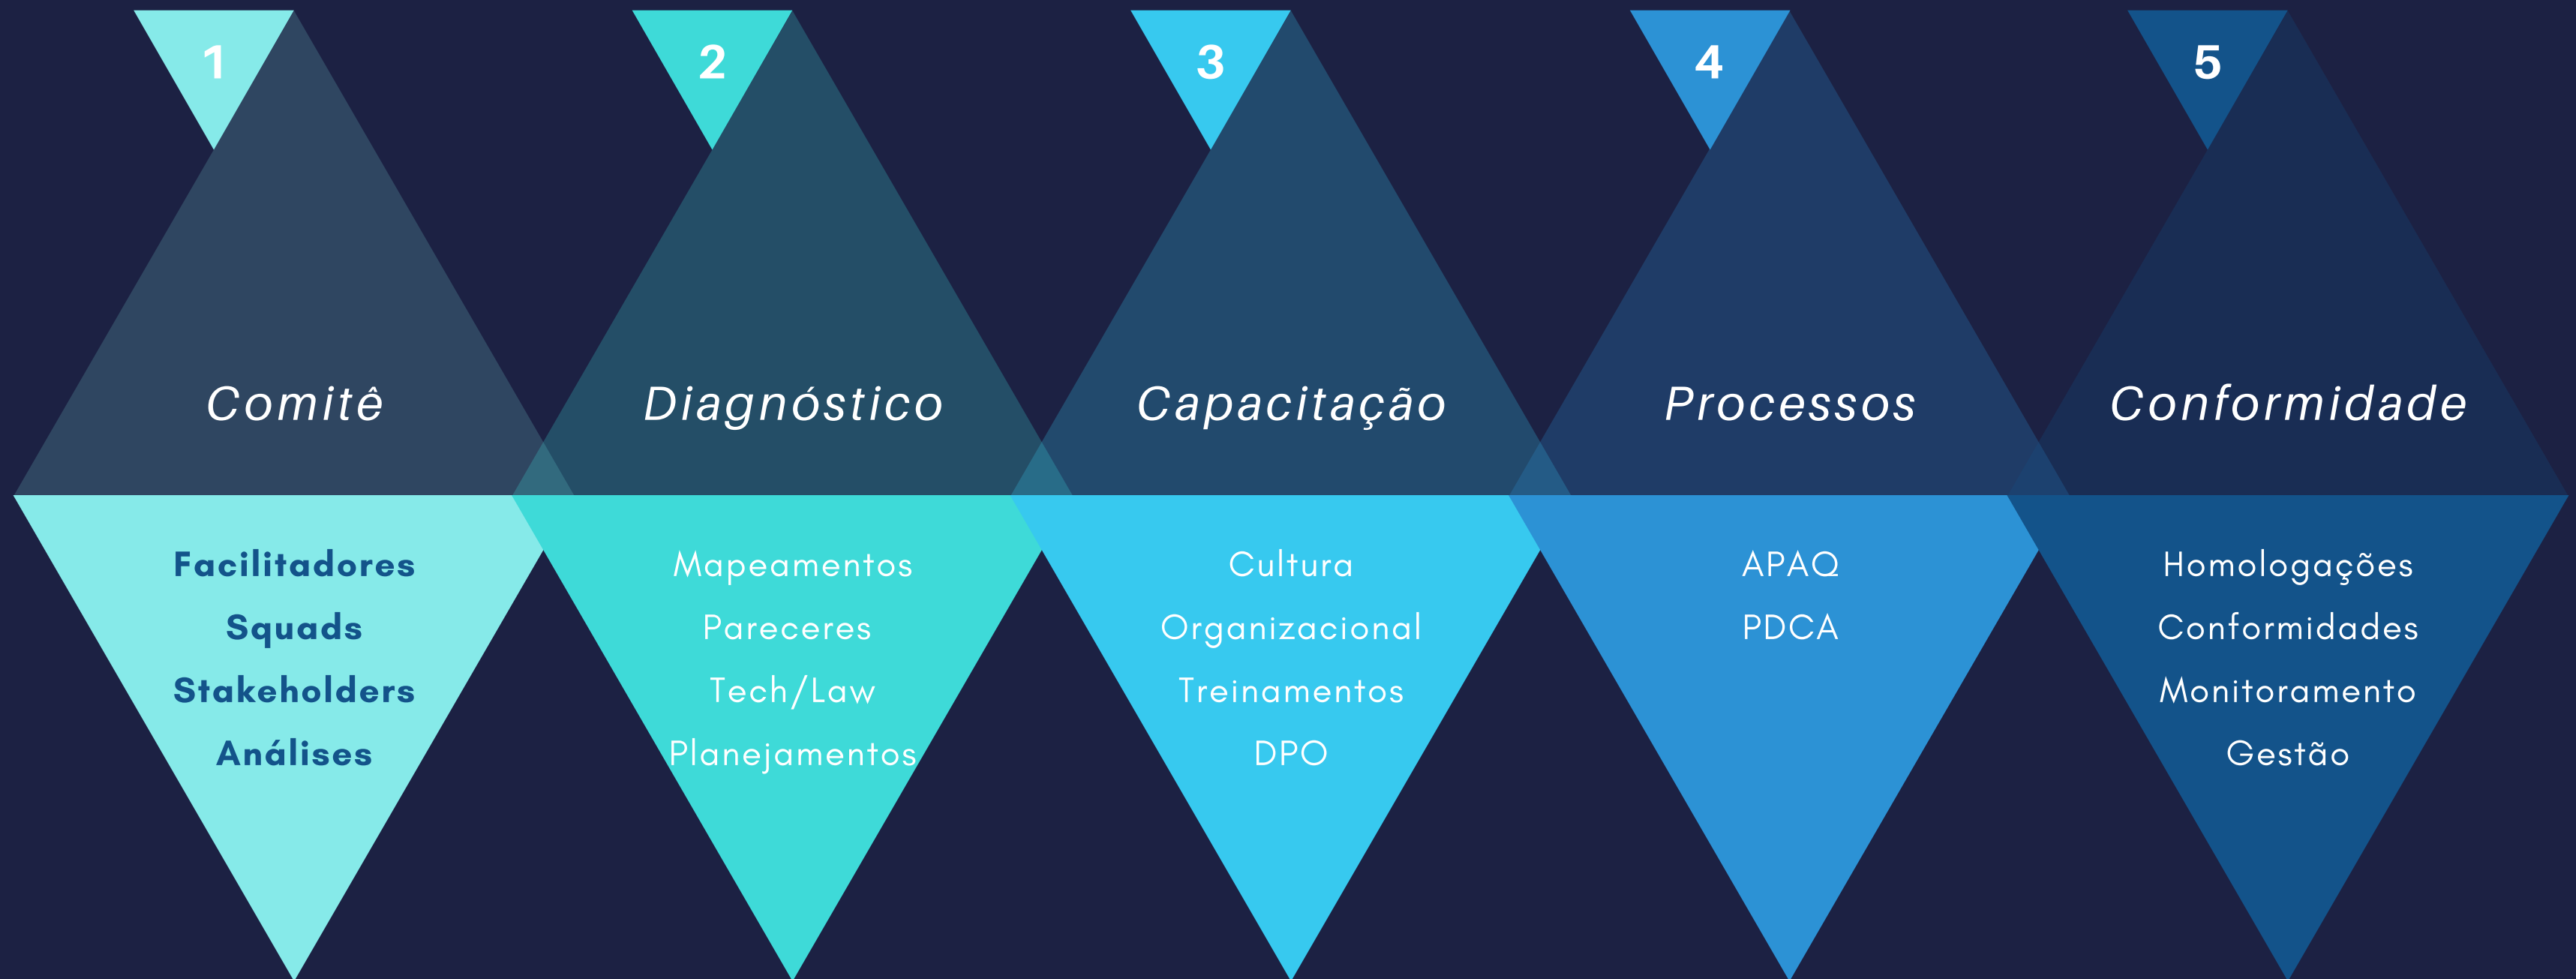 1
Comitê
Facilitadores
Squads
Stakeholders
Análises
2
Diagnóstico
Mapeamentos
Pareceres
Tech/Law
Planejamentos
3
Capacitação
Cultura
Organizacional
Treinamentos
DPO
4
Processos
APAQ
PDCA
5
Conformidade
Homologações
Conformidades
Monitoramento
Gestão